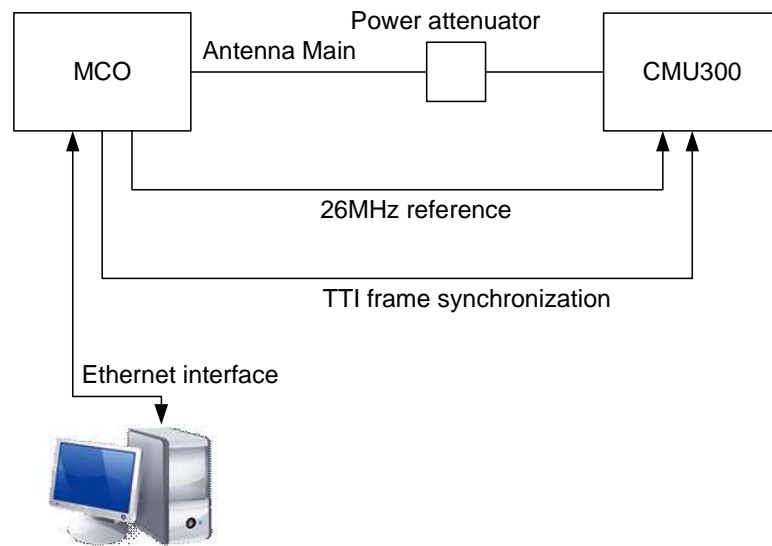 Power attenuator
MCO
Antenna Main
CMU300
26MHz reference
TTI frame synchronization
Ethernet interface